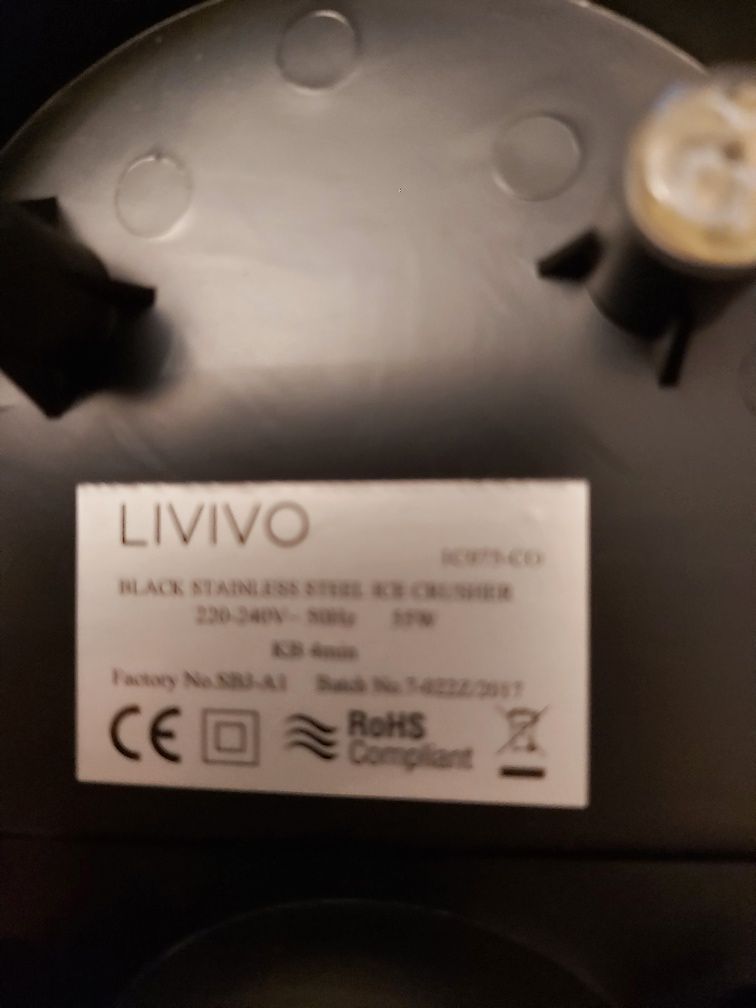 LIVIVO
BLACK STAINLESS STEEL ICE CRUSHER
220-240V~ 50Hz 35W
KB 4min
Factory No.SBJ-A1 Batch No.7-0222/2017
CE
RoHS
Compliant